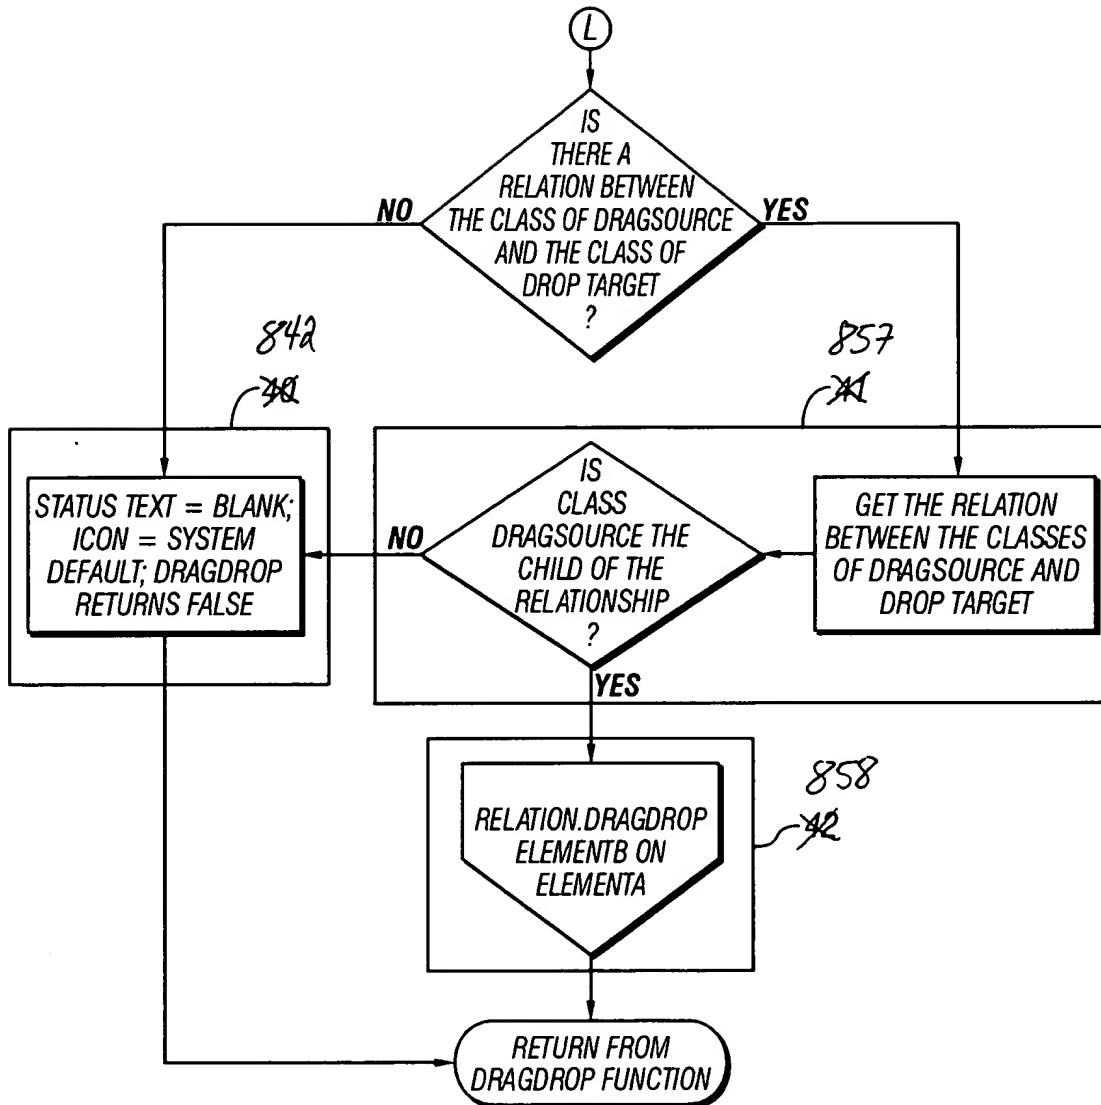 L
IS
THERE A
RELATION BETWEEN
THE CLASS OF DRAGSOURCE
AND THE CLASS OF
DROP TARGET
?
NO
YES
842
40
857
41
STATUS TEXT = BLANK;
ICON = SYSTEM
DEFAULT; DRAGDROP
RETURNS FALSE
NO
IS
CLASS
DRAGSOURCE THE
CHILD OF THE
RELATIONSHIP
?
YES
GET THE RELATION
BETWEEN THE CLASSES
OF DRAGSOURCE AND
DROP TARGET
858
42
RELATION.DRAGDROP
ELEMENTB ON
ELEMENTA
RETURN FROM
DRAGDROP FUNCTION